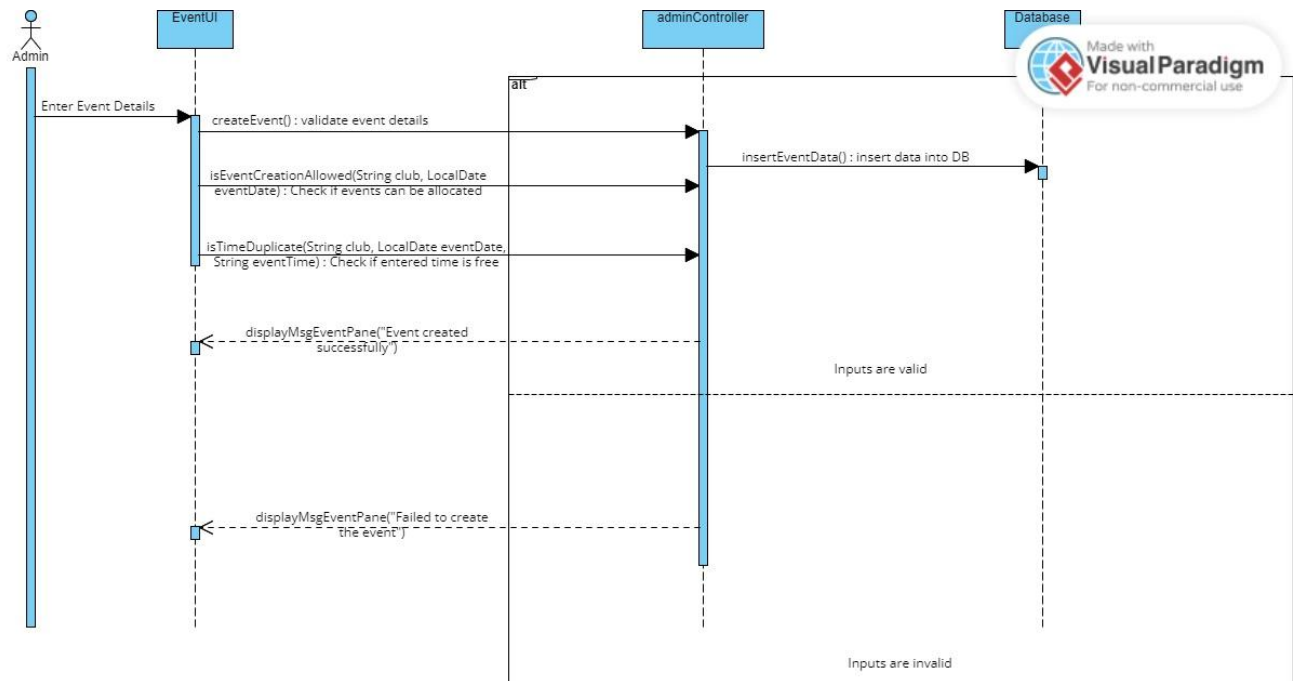 EventUI
adminController
Database
Made with
Visual Paradigm
For non-commercial use
Admin
alt
Enter Event Details
createEvent() : validate event details
insertEventData() : insert data into DB
isEventCreationAllowed(String club, LocalDate
eventDate) : Check if events can be allocated
isTimeDuplicate(String club, LocalDate eventDate,
String eventTime) : Check if entered time is free
displayMsgEventPane("Event created
successfully")
Inputs are valid
displayMsgEventPane("Failed to create
the event")
Inputs are invalid